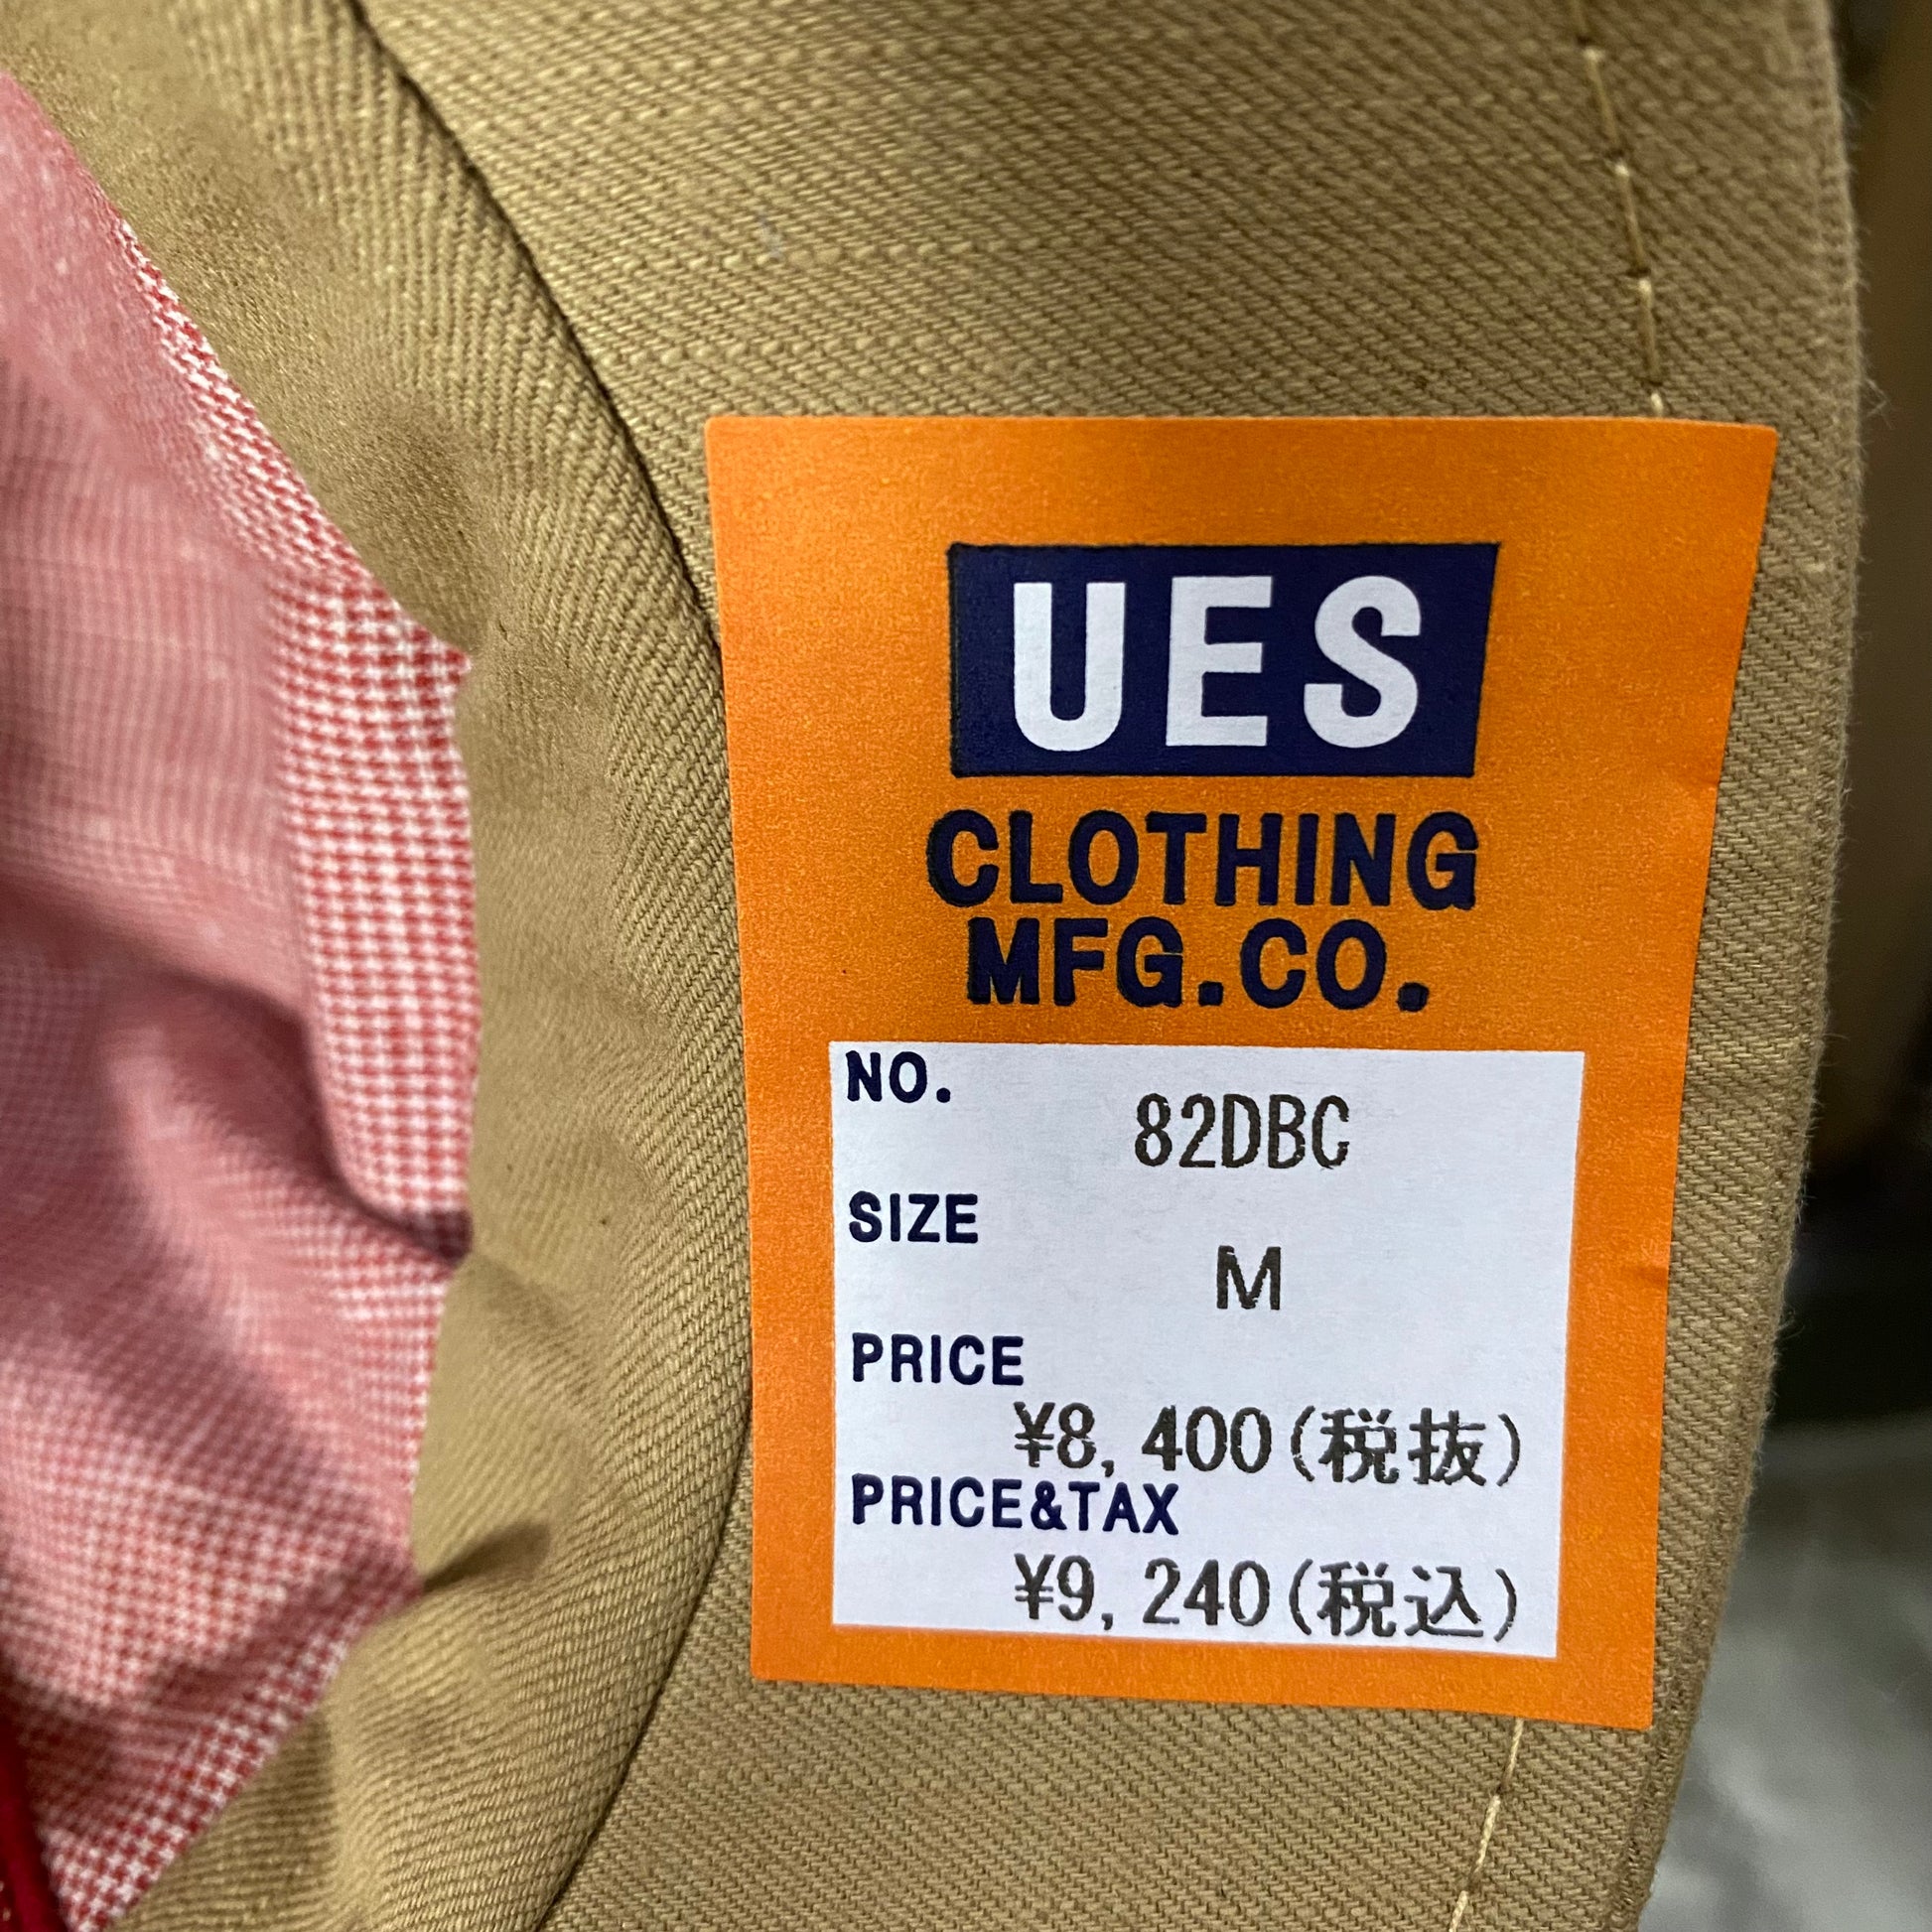 UES
CLOTHING
MFG.CO.
NO.
82DBC
SIZE
M
PRICE
¥8,400(税抜)
PRICE&TAX
¥9,240(税込)